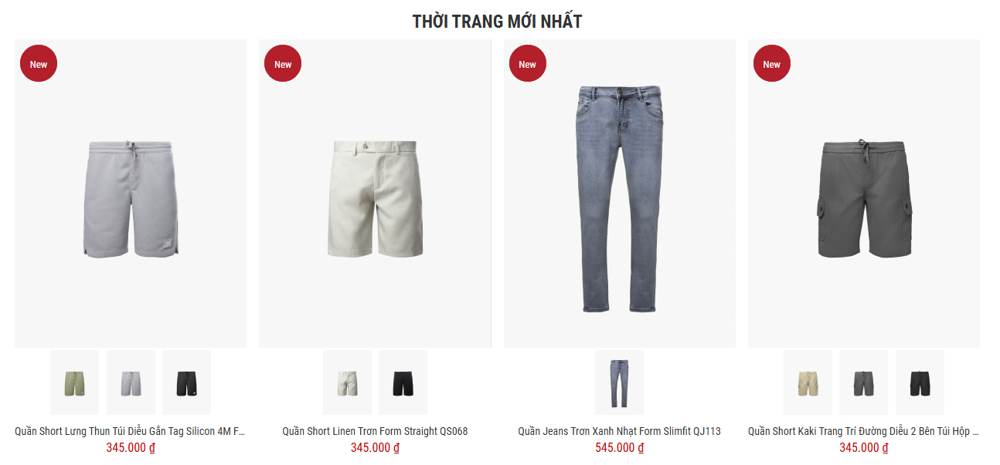 THỜI TRANG MỚI NHẤT
New
New
New
New
Quần Short Lưng Thun Túi Diễu Gắn Tag Silicon 4M F...
345.000 ₫
Quần Short Linen Trơn Form Straight QS068
345.000 ₫
Quần Jeans Trơn Xanh Nhạt Form Slimfit QJ113
545.000 ₫
Quần Short Kaki Trang Trí Đường Diễu 2 Bên Túi Hộp ...
345.000 ₫